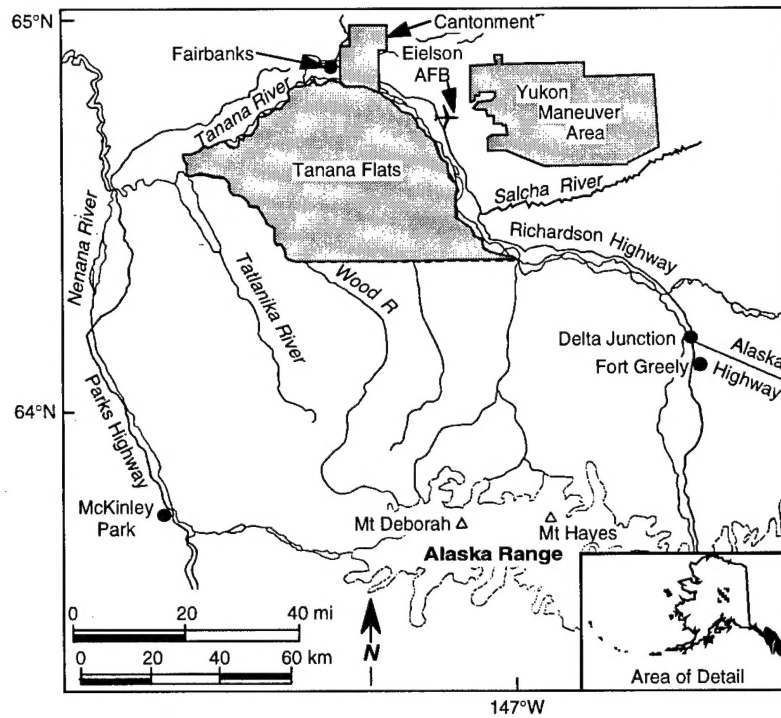 65°N
Cantonment
Fairbanks
Eielson
AFB
Yukon
Maneuver
Area
Tanana River
Tanana Flats
Salcha River
Nenana River
Richardson Highway
Wood R
Tatlanika River
Delta Junction
Alaska
Fort Greely
Highway
64°N
Parks Highway
McKinley
Park
Mt Deborah
Mt Hayes
Alaska Range
0 20 40 mi
0 20 40 60 km
N
Area of Detail
147°W